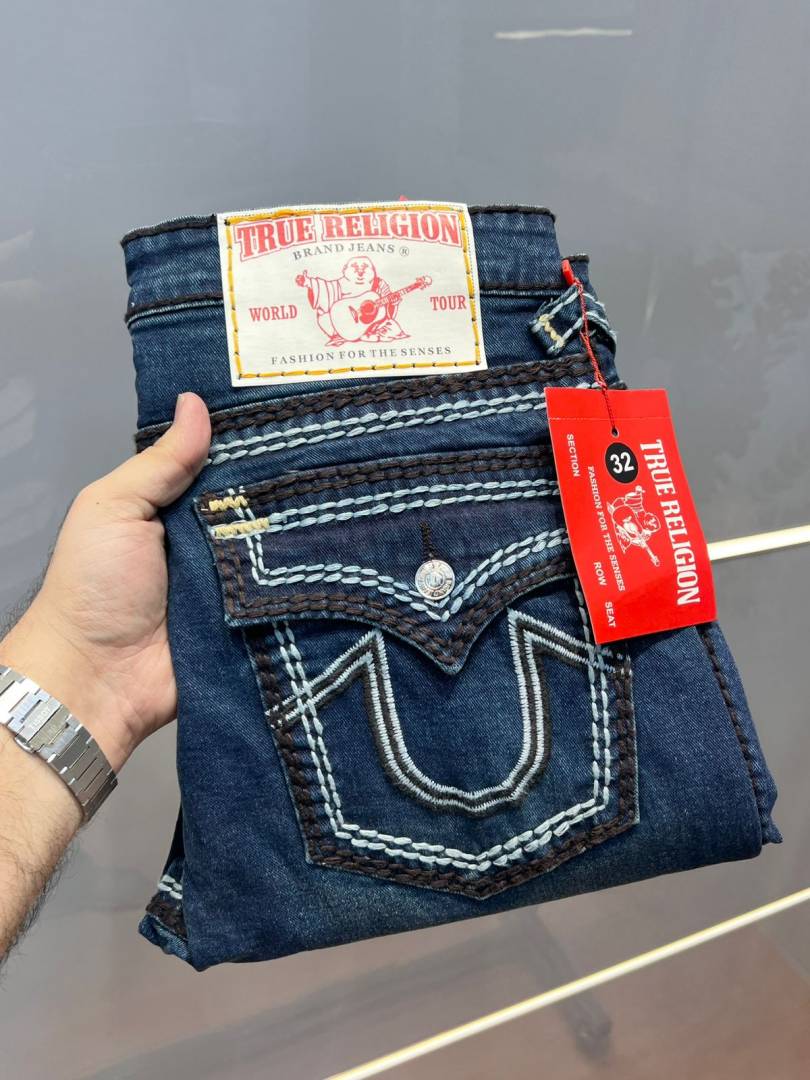 TRUE RELIGION
BRAND JEANS ®
WORLD TOUR
FASHION FOR THE SENSES
32
TRUE RELIGION
FASHION FOR THE SENSES
SECTION
ROW
SEAT